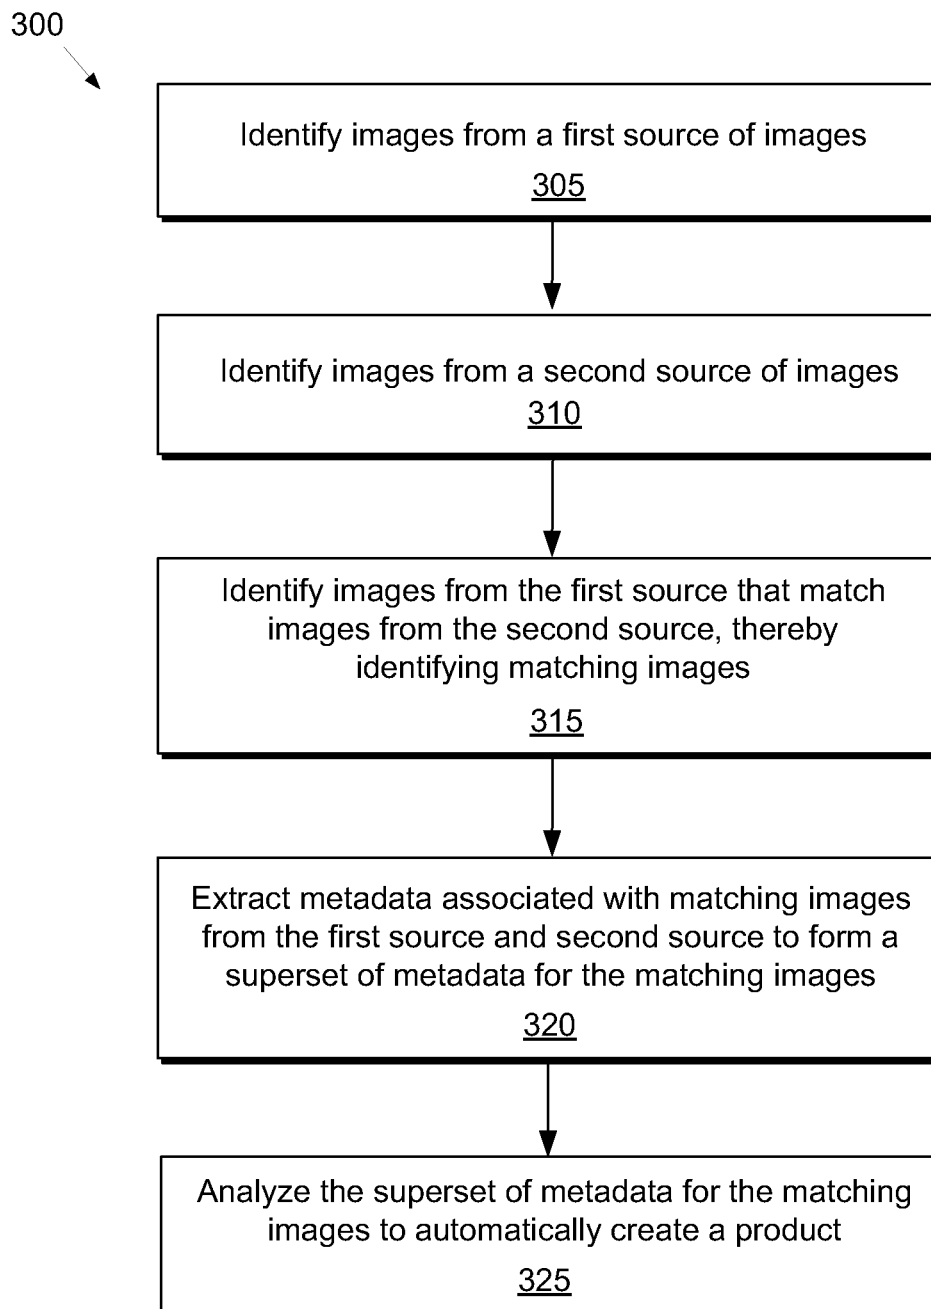 300
Identify images from a first source of images
305
Identify images from a second source of images
310
Identify images from the first source that match
images from the second source, thereby
identifying matching images
315
Extract metadata associated with matching images
from the first source and second source to form a
superset of metadata for the matching images
320
Analyze the superset of metadata for the matching
images to automatically create a product
325